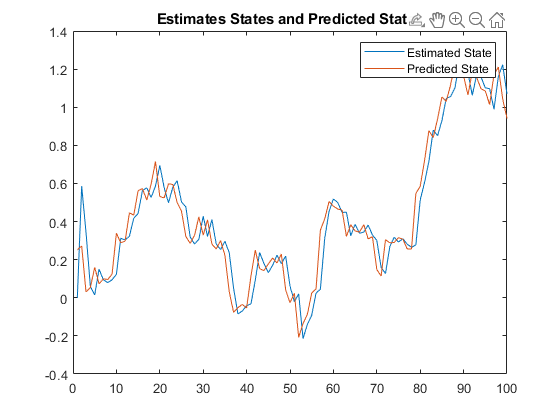 Estimates States and Predicted Stat
Estimated State
Predicted State
1.4
1.2
1
0.8
0.6
0.4
0.2
0
-0.2
-0.4
0 10 20 30 40 50 60 70 80 90 100